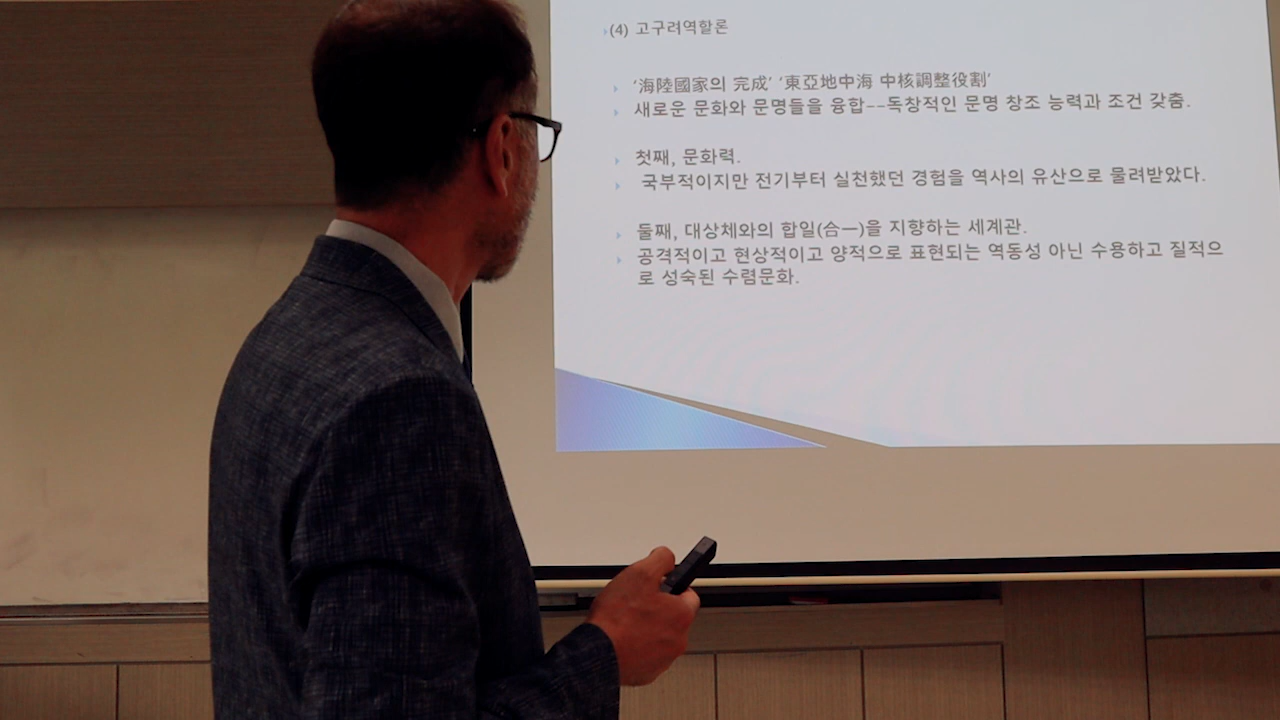 (4) 고구려역할론
'海陸國家의 完成' '東亞地中海 中核調整役割'
새로운 문화와 문명들을 융합--독창적인 문명 창조 능력과 조건 갖춤.
첫째, 문화력.
국부적이지만 전기부터 실천했던 경험을 역사의 유산으로 물려받았다.
둘째, 대상체와의 합일(合一)을 지향하는 세계관.
공격적이고 현상적이고 양적으로 표현되는 역동성 아닌 수용하고 질적으
로 성숙된 수렴문화.